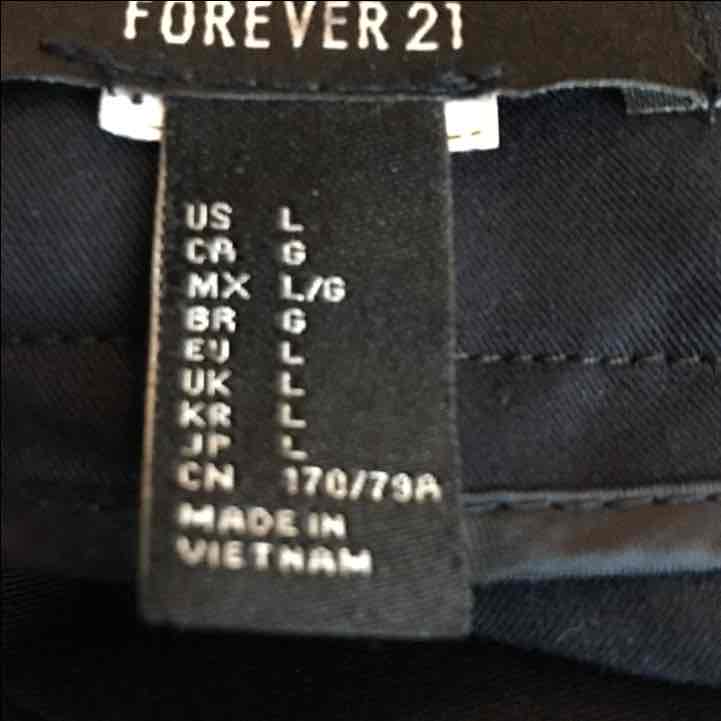 FOREVER 21
US L
CA G
MX L/G
BR G
EU L
UK L
KR L
JP L
CN 170/79A
MADE IN
VIETNAM